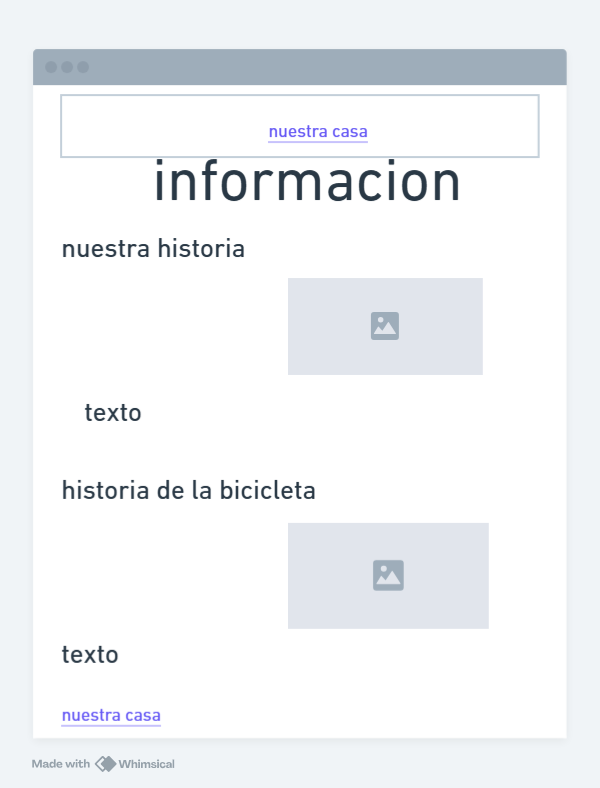 nuestra casa
informacion
nuestra historia
texto
historia de la bicicleta
texto
nuestra casa
Made with Whimsical